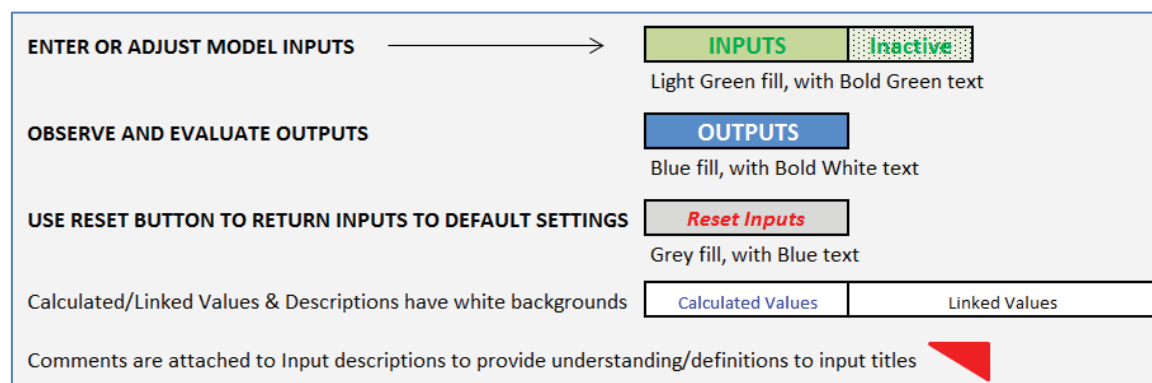 ENTER OR ADJUST MODEL INPUTS INPUTS Inactive
Light Green fill, with Bold Green text
OBSERVE AND EVALUATE OUTPUTS OUTPUTS
Blue fill, with Bold White text
USE RESET BUTTON TO RETURN INPUTS TO DEFAULT SETTINGS Reset Inputs
Grey fill, with Blue text
Calculated/Linked Values & Descriptions have white backgrounds Calculated Values Linked Values
Comments are attached to Input descriptions to provide understanding/definitions to input titles